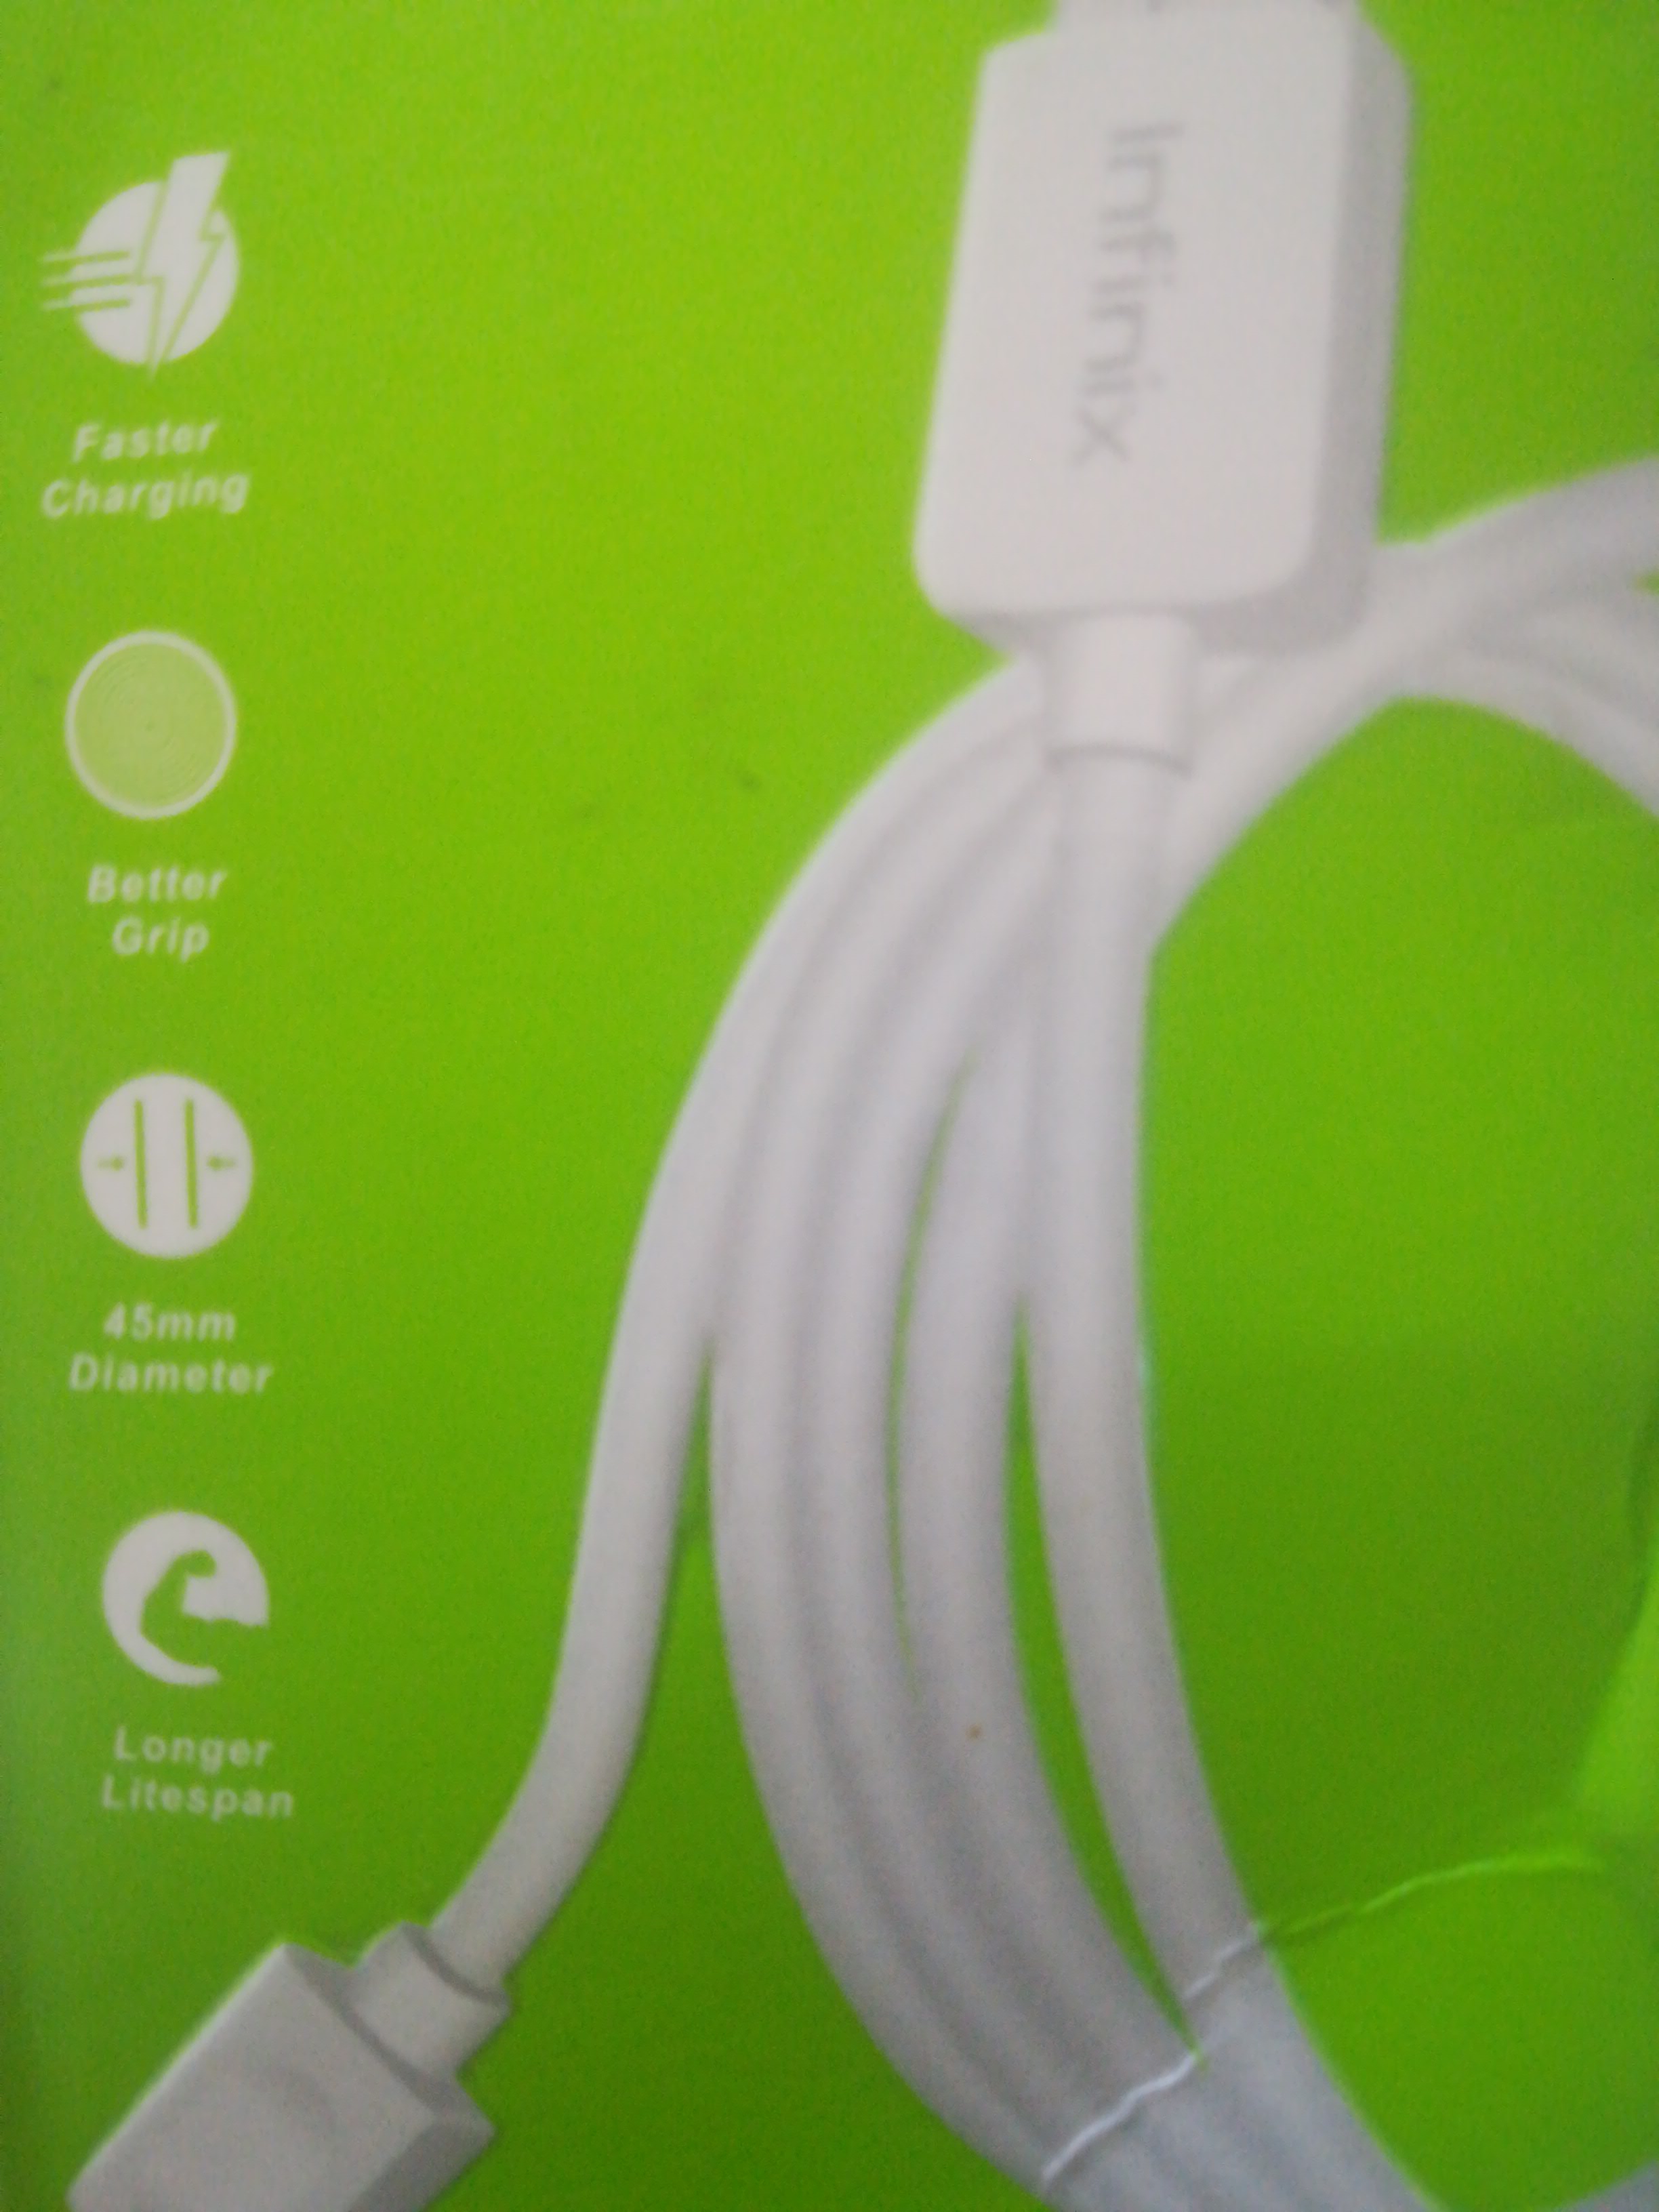 Infinix
Faster
Charging
Better
Grip
45mm
Diameter
Longer
Litespan